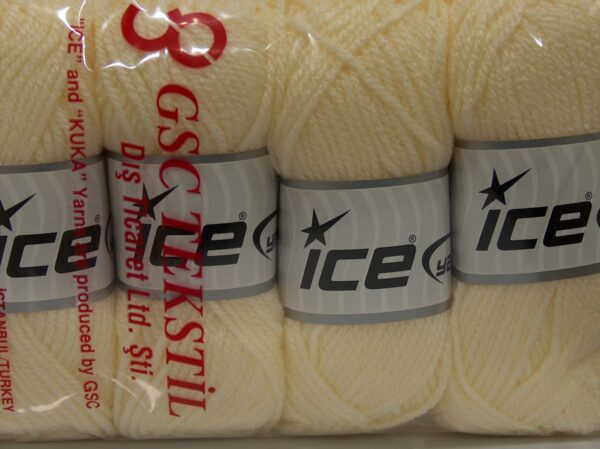 GSC TEKSTİL
Dış Ticaret Ltd. Şti.
"ICE" and "KUKA" Yarns are produced by GSC
ISTANBUL/TURKEY
ice
ice ®
ice ®
ice ®